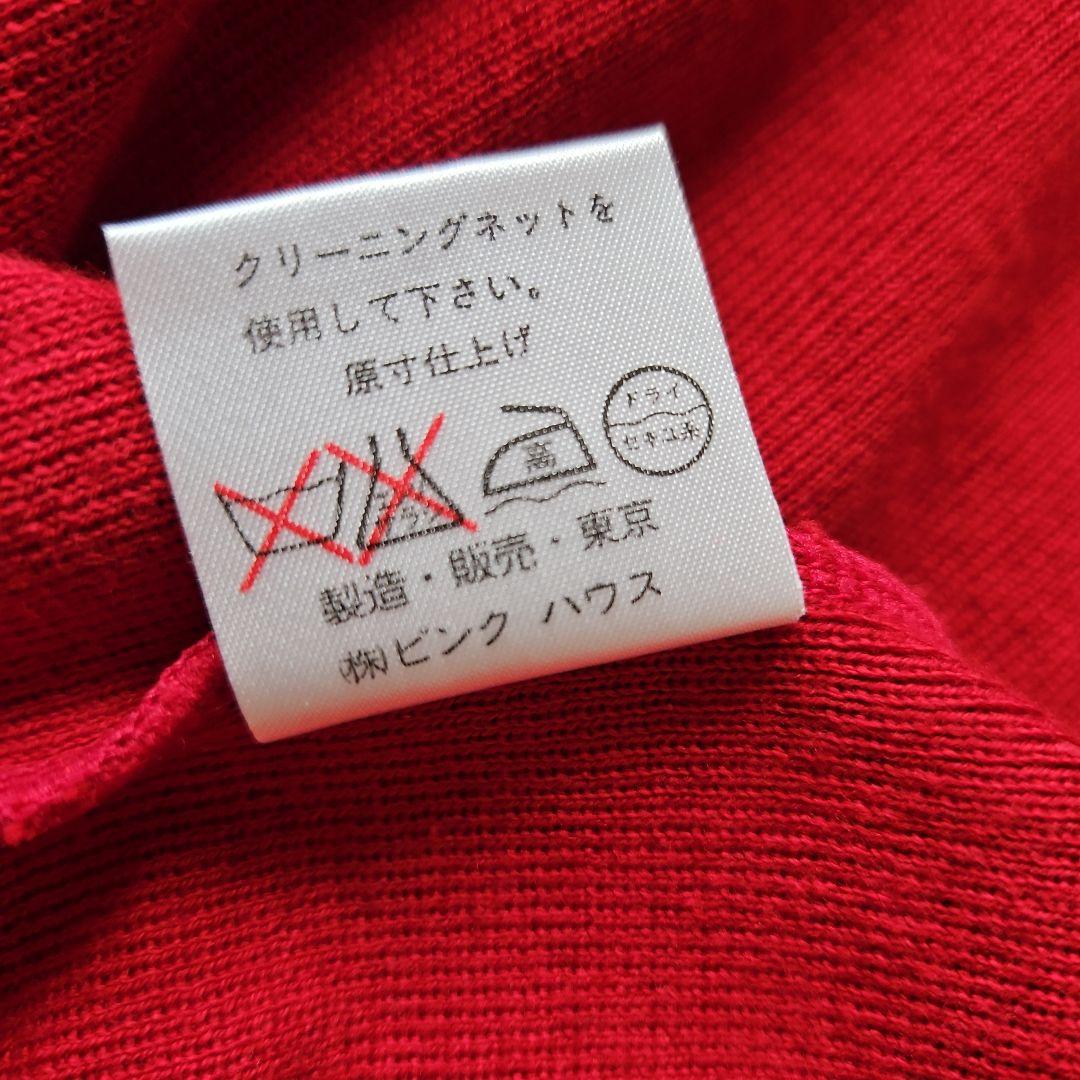 クリーニングネットを
使用して下さい。
原寸仕上げ
高
ドライ
セキユ系
製造・販売・東京
(株)ピンク ハウス